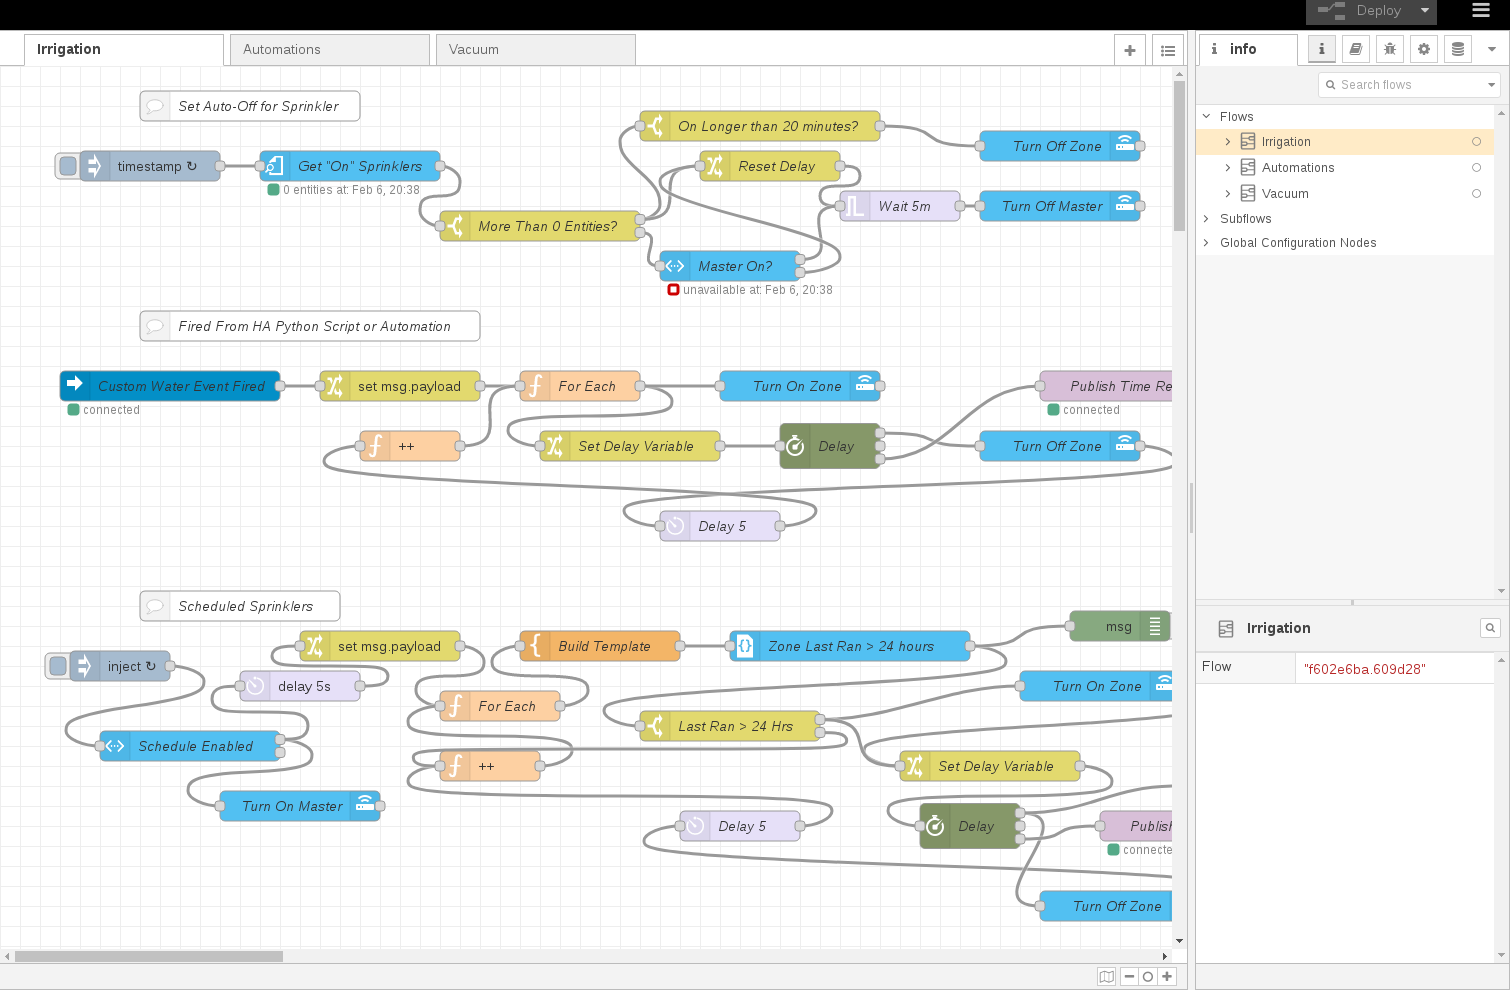 Deploy
Irrigation
Automations
Vacuum
info
Search flows
Flows
Irrigation
Automations
Vacuum
Subflows
Global Configuration Nodes
Set Auto-Off for Sprinkler
On Longer than 20 minutes?
Turn Off Zone
timestamp ↻
Get "On" Sprinklers
Reset Delay
0 entities at: Feb 6, 20:38
Wait 5m
Turn Off Master
More Than 0 Entities?
Master On?
unavailable at: Feb 6, 20:38
Fired From HA Python Script or Automation
Custom Water Event Fired
set msg.payload
For Each
Turn On Zone
Publish Time Re
connected
connected
++
Set Delay Variable
Delay
Turn Off Zone
Delay 5
Scheduled Sprinklers
msg
set msg.payload
Build Template
Zone Last Ran > 24 hours
inject ↻
delay 5s
Turn On Zone
For Each
Last Ran > 24 Hrs
Schedule Enabled
++
Set Delay Variable
Turn On Master
Delay 5
Delay
Publish
connecte
Turn Off Zone
Irrigation
Flow
"f602e6ba.609d28"